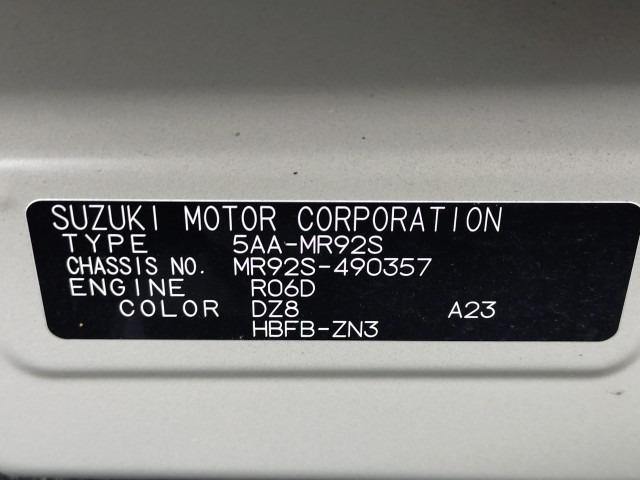 SUZUKI MOTOR CORPORATION
TYPE 5AA-MR92S
CHASSIS NO. MR92S-490357
ENGINE R06D
COLOR DZ8 A23
HBFB-ZN3